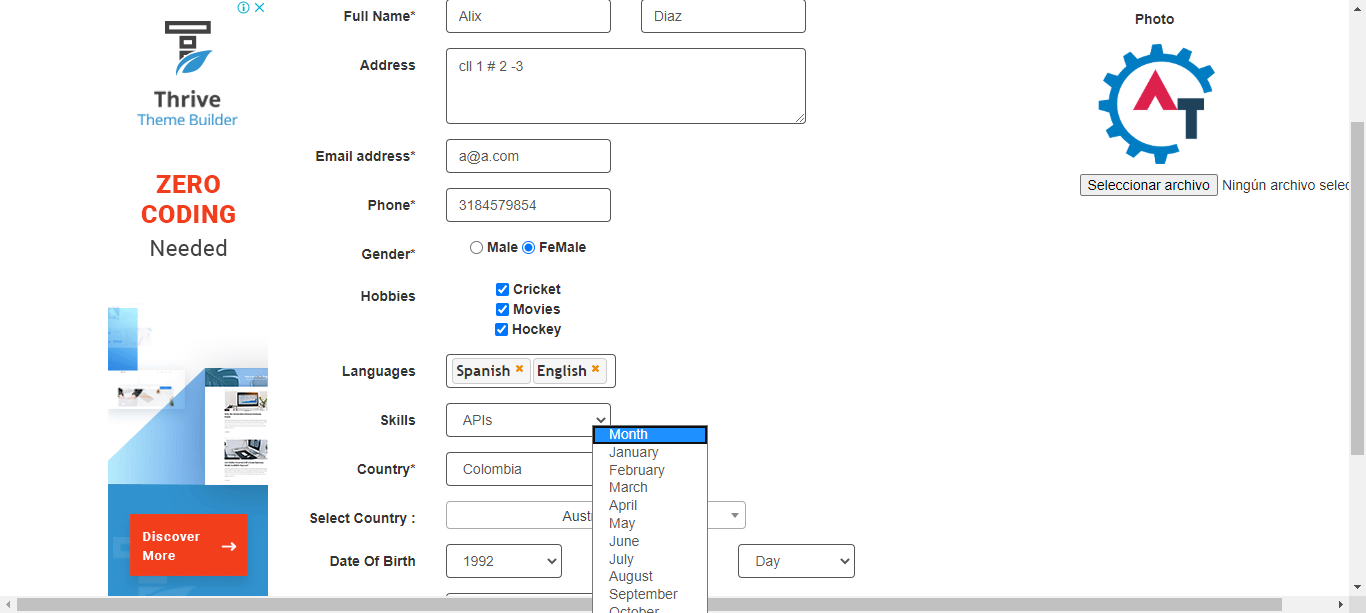 Thrive
Theme Builder
ZERO
CODING
Needed
Discover
More
Full Name*
Alix
Diaz
Address
cll 1 # 2 -3
Email address*
a@a.com
Phone*
3184579854
Gender*
Male
FeMale
Hobbies
Cricket
Movies
Hockey
Languages
Spanish
English
Skills
APIs
Country*
Colombia
Select Country :
Date Of Birth
1992
Month
January
February
March
April
May
June
July
August
September
October
Day
Photo
AT
Seleccionar archivo
Ningún archivo